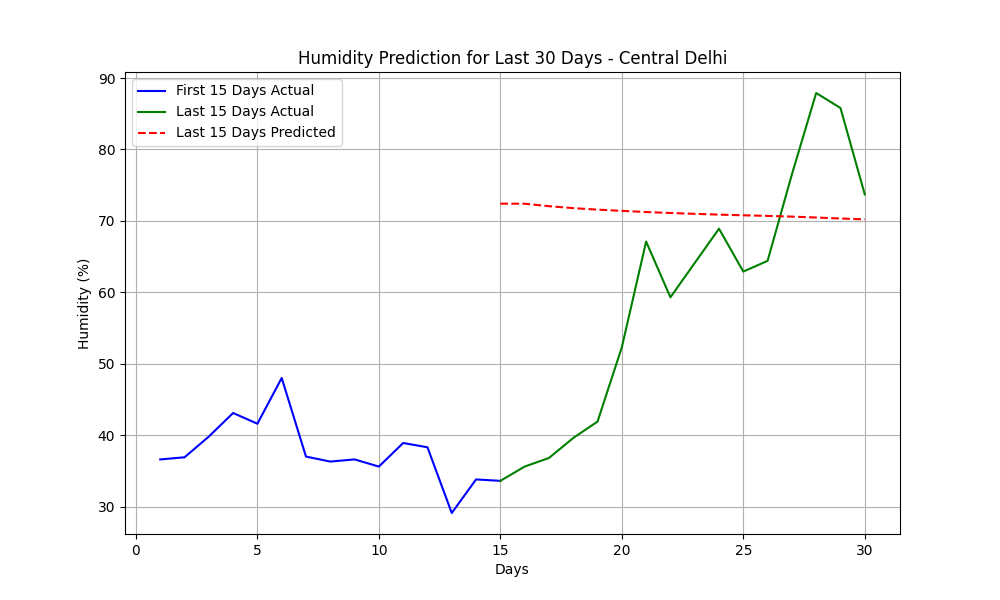 Humidity Prediction for Last 30 Days - Central Delhi
First 15 Days Actual
Last 15 Days Actual
Last 15 Days Predicted
90
80
70
60
50
40
30
Humidity (%)
0 5 10 15 20 25 30
Days